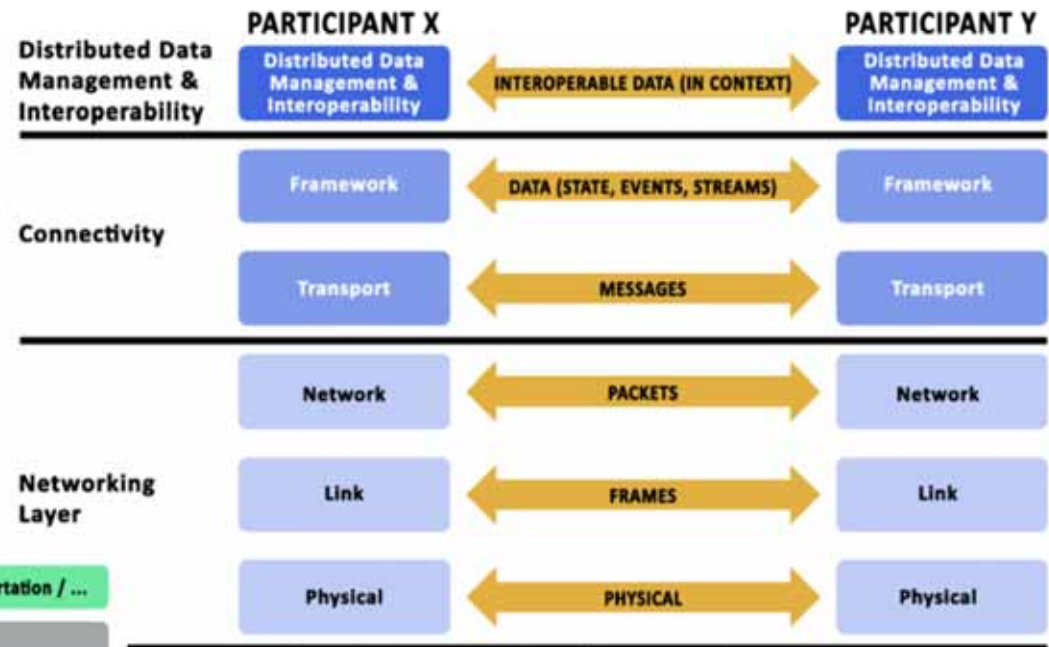 PARTICIPANT X
PARTICIPANT Y
Distributed Data
Management &
Interoperability
Distributed Data
Management &
Interoperability
INTEROPERABLE DATA (IN CONTEXT)
Distributed Data
Management &
Interoperability
Connectivity
Framework
DATA (STATE, EVENTS, STREAMS)
Framework
Transport
MESSAGES
Transport
Networking
Layer
Network
PACKETS
Network
Link
FRAMES
Link
Physical
PHYSICAL
Physical
/ ...